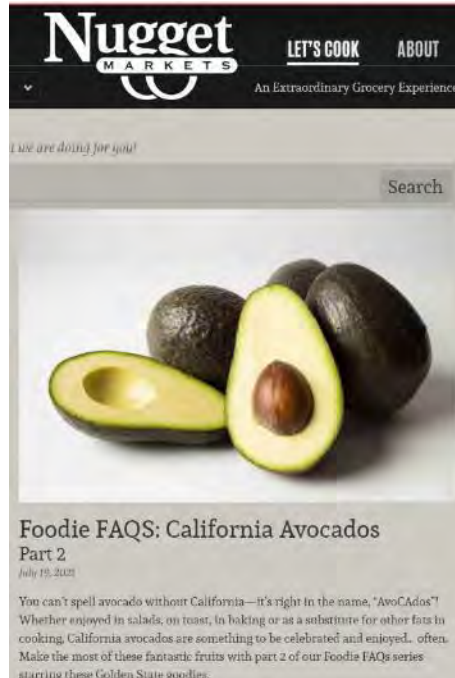 Nugget
MARKETS
LET'S COOK ABOUT
An Extraordinary Grocery Experience
t we are doing for you!
Search
Foodie FAQS: California Avocados
Part 2
July 19, 2021
You can't spell avocado without California—it's right in the name, "AvoCAdos"!
Whether enjoyed in salads, on toast, in baking or as a substitute for other fats in
cooking, California avocados are something to be celebrated and enjoyed... often.
Make the most of these fantastic fruits with part 2 of our Foodie FAQs series
starring these Golden State goodies